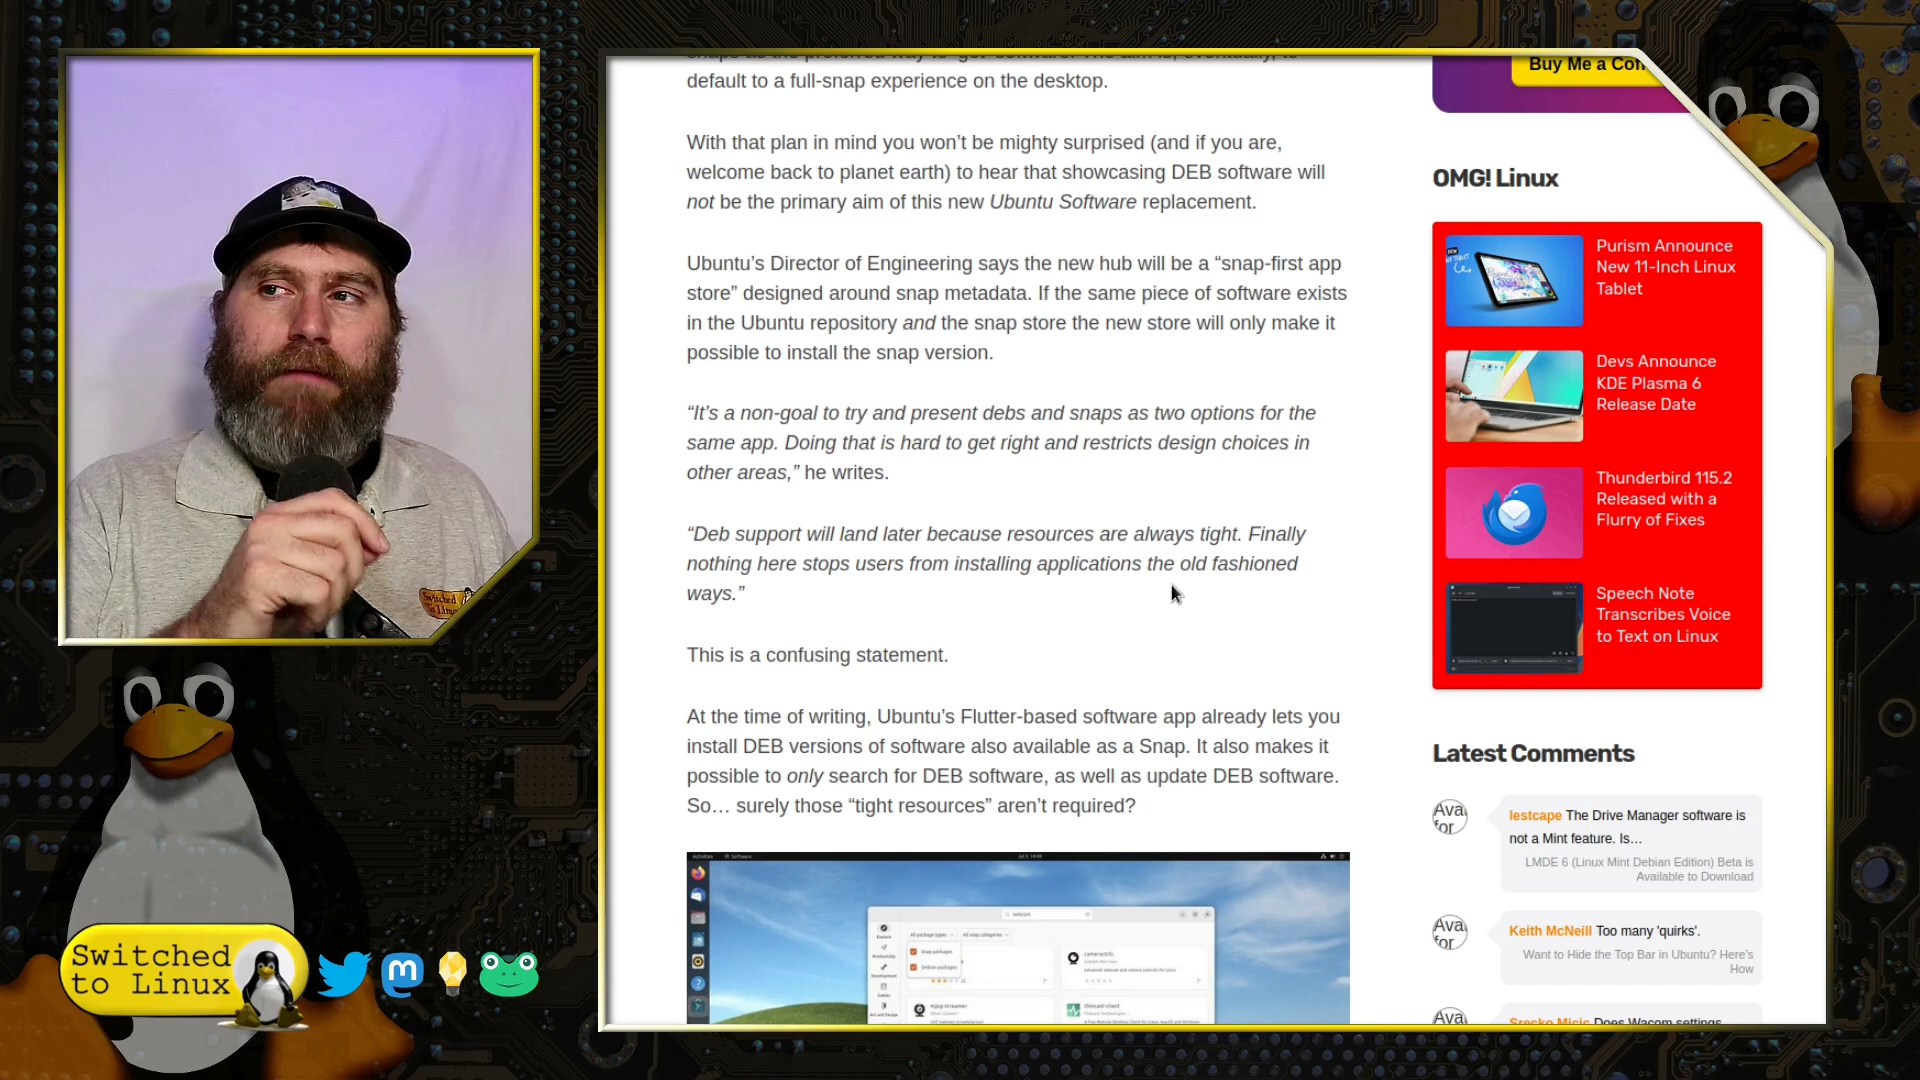 default to a full-snap experience on the desktop.
With that plan in mind you won’t be mighty surprised (and if you are,
welcome back to planet earth) to hear that showcasing DEB software will
not be the primary aim of this new Ubuntu Software replacement.
Ubuntu’s Director of Engineering says the new hub will be a “snap-first app
store” designed around snap metadata. If the same piece of software exists
in the Ubuntu repository and the snap store the new store will only make it
possible to install the snap version.
“It’s a non-goal to try and present debs and snaps as two options for the
same app. Doing that is hard to get right and restricts design choices in
other areas,” he writes.
“Deb support will land later because resources are always tight. Finally
nothing here stops users from installing applications the old fashioned
ways.”
This is a confusing statement.
At the time of writing, Ubuntu’s Flutter-based software app already lets you
install DEB versions of software also available as a Snap. It also makes it
possible to only search for DEB software, as well as update DEB software.
So… surely those “tight resources” aren’t required?
Buy Me a
OMG! Linux
Purism Announce
New 11-Inch Linux
Tablet
Devs Announce
KDE Plasma 6
Release Date
Thunderbird 115.2
Released with a
Flurry of Fixes
Speech Note
Transcribes Voice
to Text on Linux
Latest Comments
Ava
for
lestcape The Drive Manager software is
not a Mint feature. Is…
LMDE 6 (Linux Mint Debian Edition) Beta is
Available to Download
Ava
for
Keith McNeill Too many 'quirks'.
Want to Hide the Top Bar in Ubuntu? Here's
How
Ava
Srecko Micic Does Wacom settings
Switched
to Linux
Switched